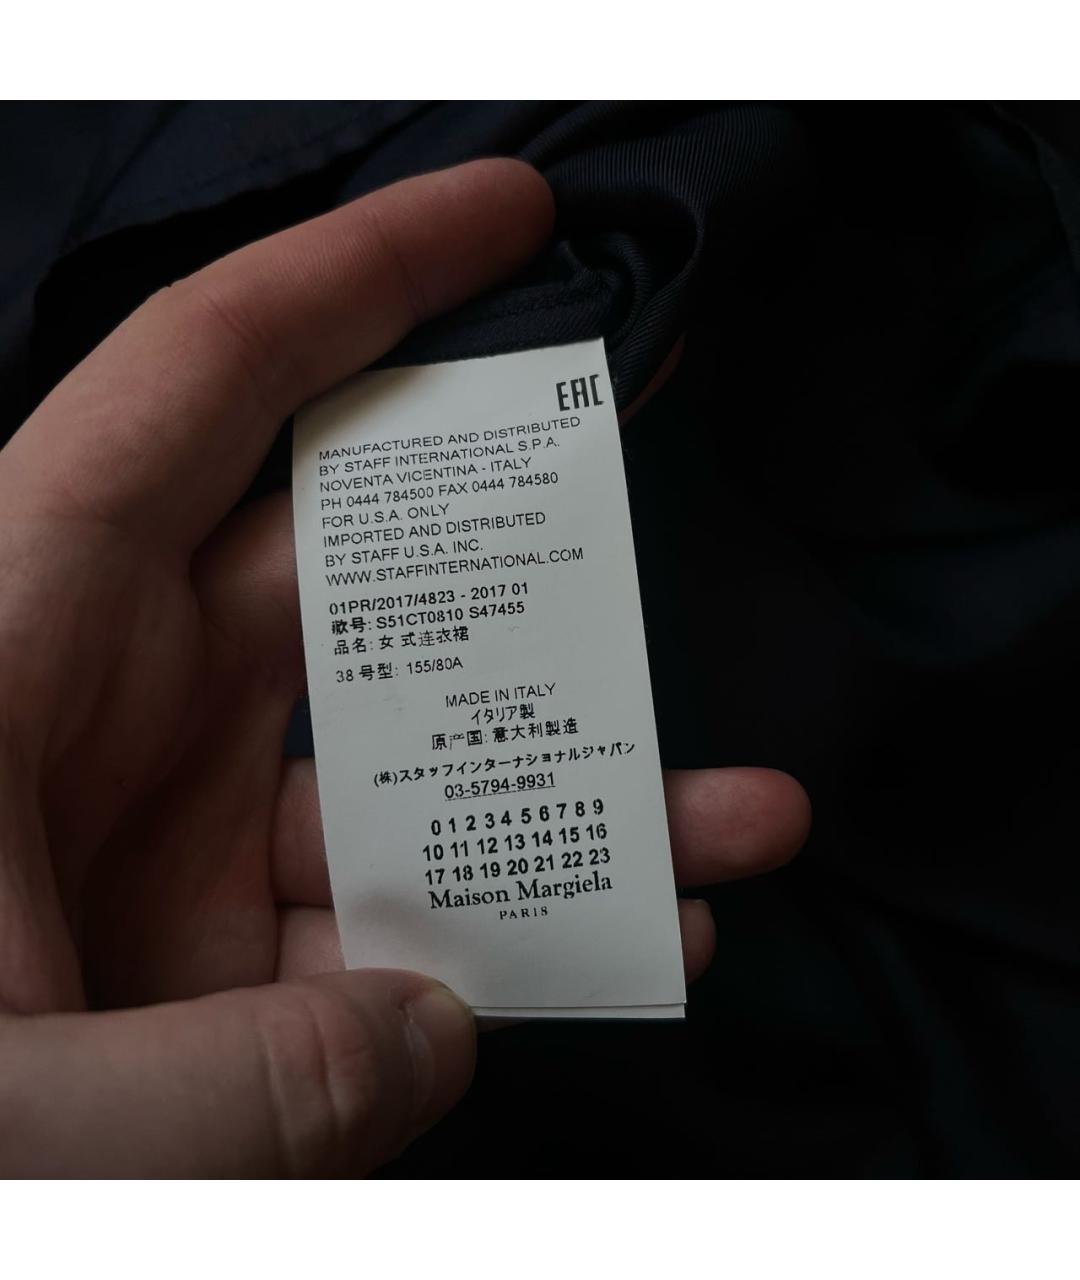 EAC
MANUFACTURED AND DISTRIBUTED
BY STAFF INTERNATIONAL S.P.A.
NOVENTA VICENTINA - ITALY
PH 0444 784500 FAX 0444 784580
FOR U.S.A. ONLY
IMPORTED AND DISTRIBUTED
BY STAFF U.S.A. INC.
WWW.STAFFINTERNATIONAL.COM
01PR/2017/4823 - 2017 01
款号: S51CT0810 S47455
品名: 女 式连衣裙
38 号型: 155/80A
MADE IN ITALY
イタリア製
原产国: 意大利製造
(株)スタッフインターナショナルジャパン
03-5794-9931
0 1 2 3 4 5 6 7 8 9
10 11 12 13 14 15 16
17 18 19 20 21 22 23
Maison Margiela
PARIS